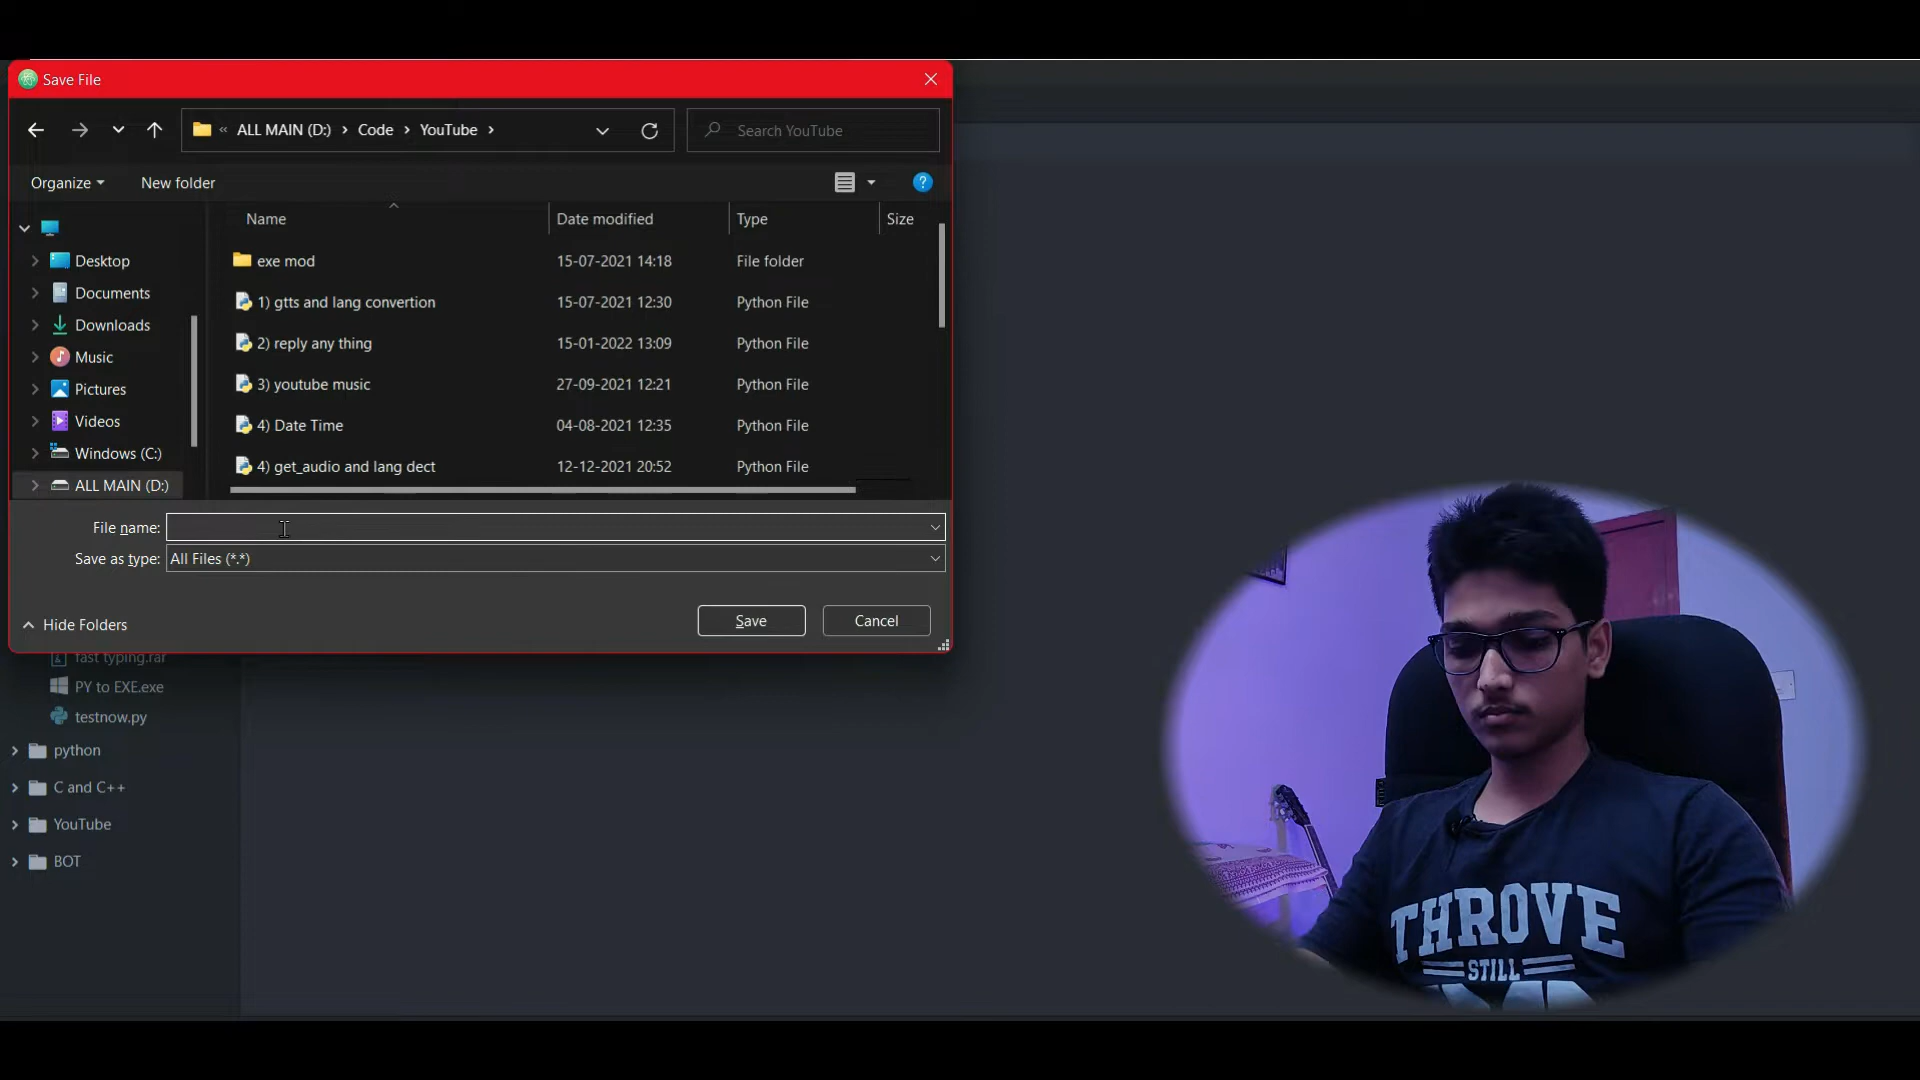 Save File
« ALL MAIN (D:) › Code › YouTube ›
Search YouTube
Organize
New folder
?
Name
Date modified
Type
Size
exe mod
15-07-2021 14:18
File folder
1) gtts and lang convertion
15-07-2021 12:30
Python File
2) reply any thing
15-01-2022 13:09
Python File
3) youtube music
27-09-2021 12:21
Python File
4) Date Time
04-08-2021 12:35
Python File
4) get_audio and lang dect
12-12-2021 20:52
Python File
Desktop
Documents
Downloads
Music
Pictures
Videos
Windows (C:)
ALL MAIN (D:)
File name:
Save as type:
All Files (*.*)
Hide Folders
Save
Cancel
fast typing.rar
PY to EXE.exe
testnow.py
python
C and C++
YouTube
BOT
THROVE
STILL